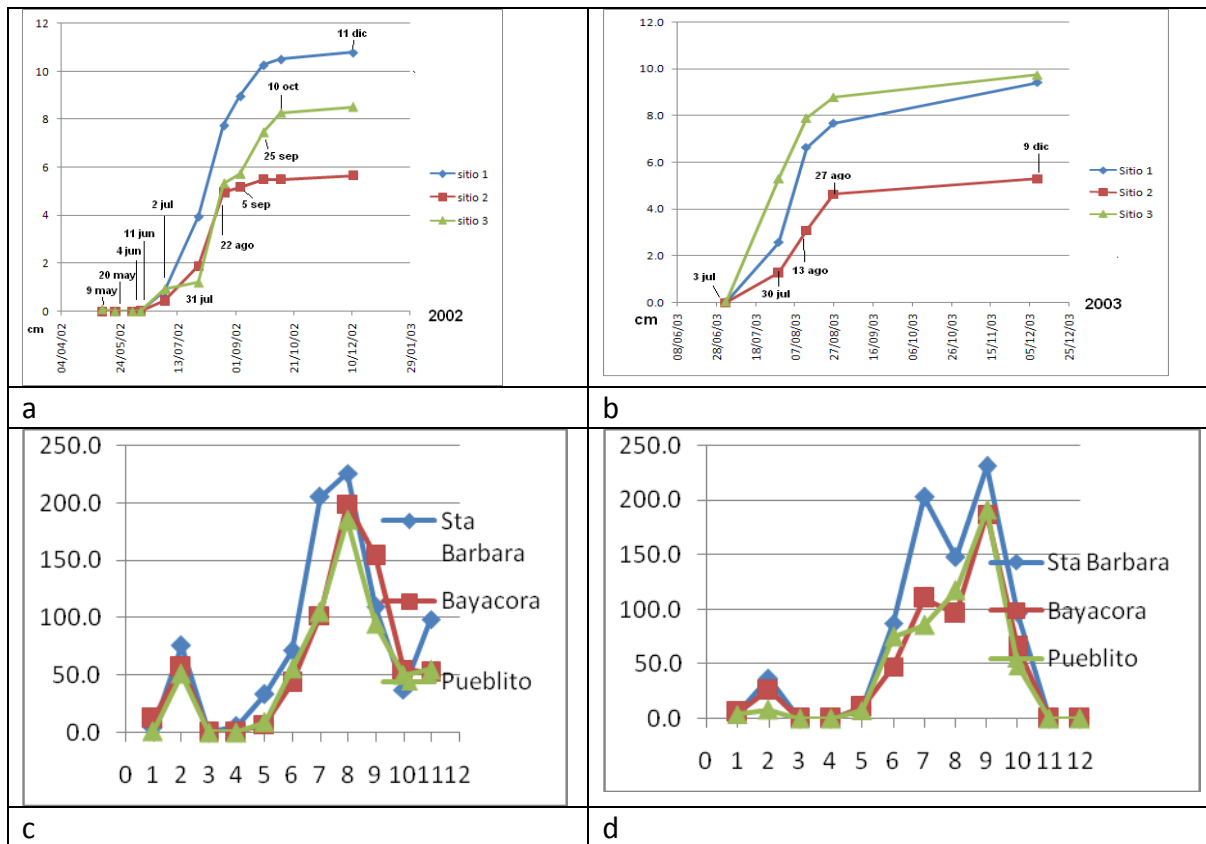 12
10
8
6
4
2
0
cm
11 dic
10 oct
25 sep
5 sep
22 ago
2 jul
11 jun
4 jun
20 may
9 may
31 jul
sitio 1
sitio 2
sitio 3
2002
04/04/02
24/05/02
13/07/02
01/09/02
21/10/02
10/12/02
29/01/03
a
12.0
10.0
8.0
6.0
4.0
2.0
0.0
cm
9 dic
27 ago
13 ago
3 jul
30 jul
Sitio 1
Sitio 2
Sitio 3
2003
08/06/03
28/06/03
18/07/03
07/08/03
27/08/03
16/09/03
06/10/03
26/10/03
15/11/03
05/12/03
25/12/03
b
250.0
200.0
150.0
100.0
50.0
0.0
0 1 2 3 4 5 6 7 8 9 10 11 12
Sta
Barbara
Bayacora
Pueblito
c
250.0
200.0
150.0
100.0
50.0
0.0
0 1 2 3 4 5 6 7 8 9 10 11 12
Sta Barbara
Bayacora
Pueblito
d